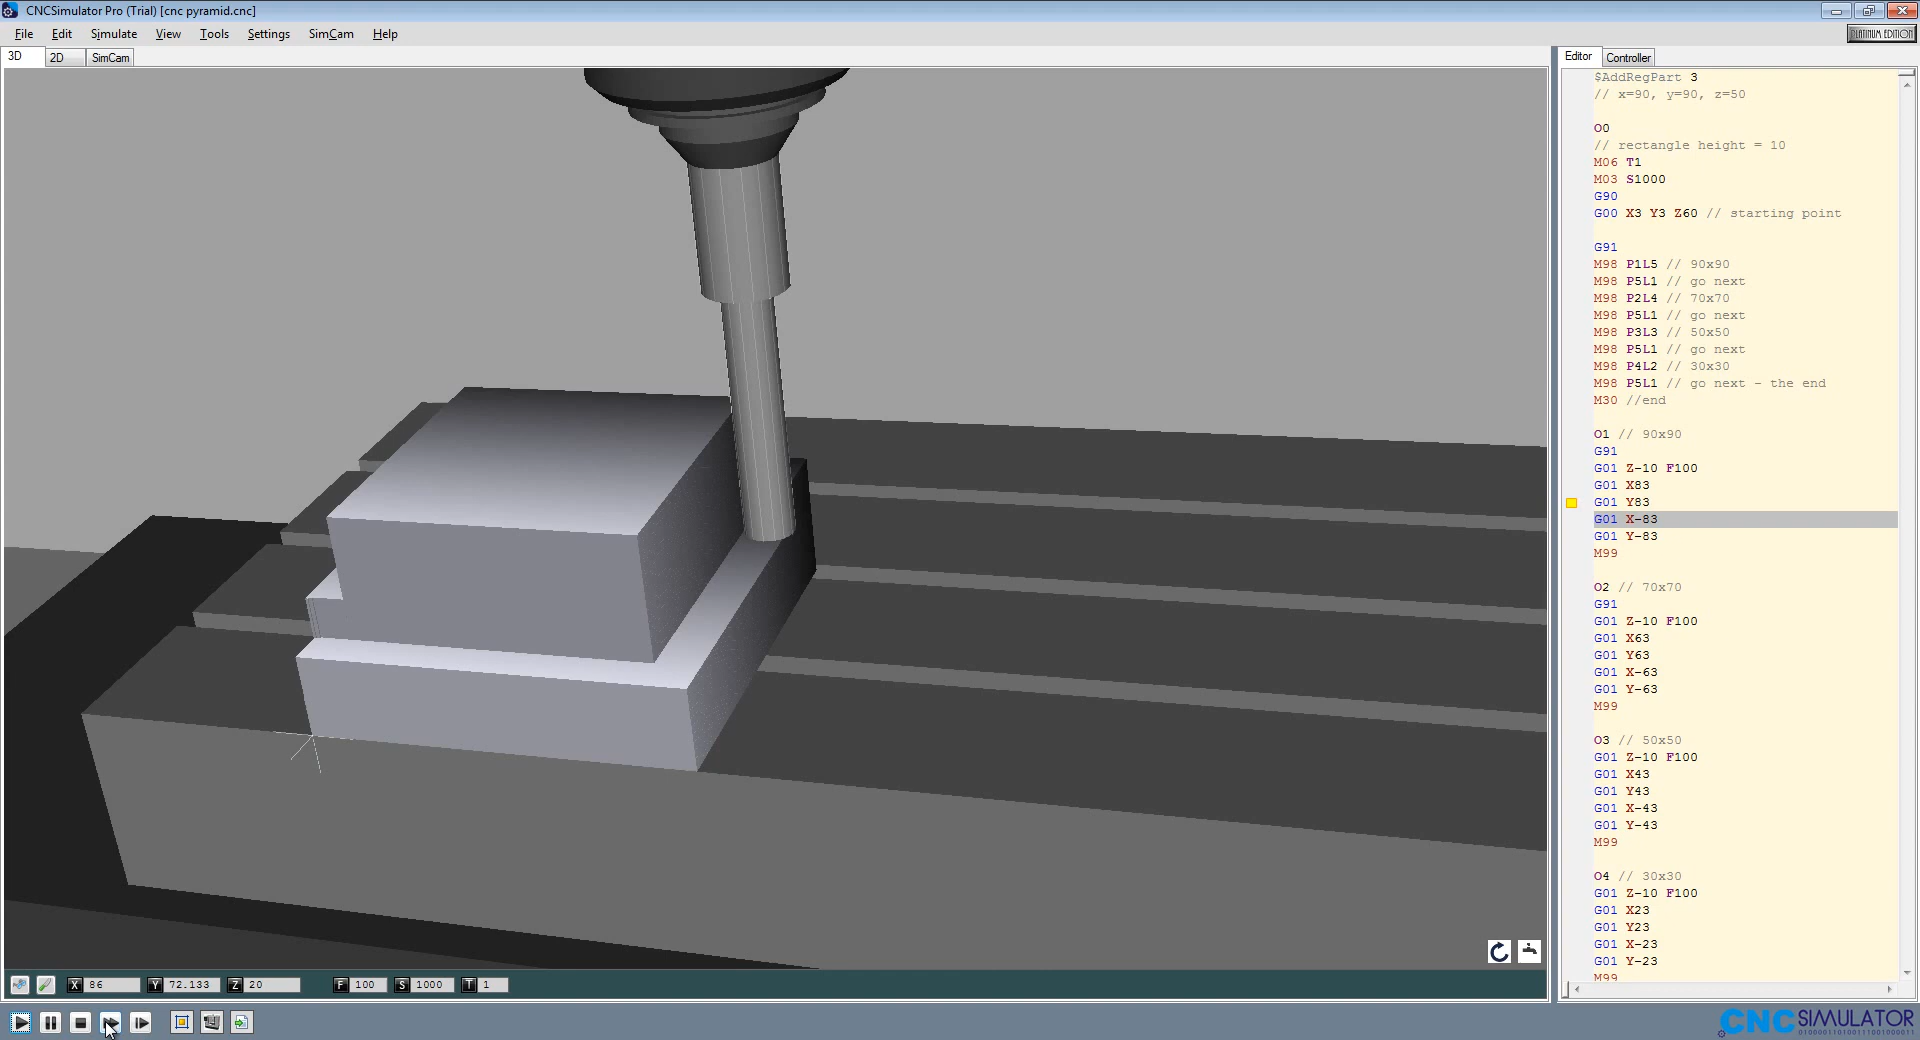 CNCSimulator Pro (Trial) [cnc pyramid.cnc]
File Edit Simulate View Tools Settings SimCam Help
PLATINUM EDITION
3D 2D SimCam
Editor Controller
$AddRegPart 3
// x=90, y=90, z=50
O0
// rectangle height = 10
M06 T1
M03 S1000
G90
G00 X3 Y3 Z60 // starting point
G91
M98 P1L5 // 90x90
M98 P5L1 // go next
M98 P2L4 // 70x70
M98 P5L1 // go next
M98 P3L3 // 50x50
M98 P5L1 // go next
M98 P4L2 // 30x30
M98 P5L1 // go next - the end
M30 //end
O1 // 90x90
G91
G01 Z-10 F100
G01 X83
G01 Y83
G01 X-83
G01 Y-83
M99
O2 // 70x70
G91
G01 Z-10 F100
G01 X63
G01 Y63
G01 X-63
G01 Y-63
M99
O3 // 50x50
G01 Z-10 F100
G01 X43
G01 Y43
G01 X-43
G01 Y-43
M99
O4 // 30x30
G01 Z-10 F100
G01 X23
G01 Y23
G01 X-23
G01 Y-23
M99
X 86 Y 72.133 Z 20 F 100 S 1000 T 1
CNCSIMULATOR